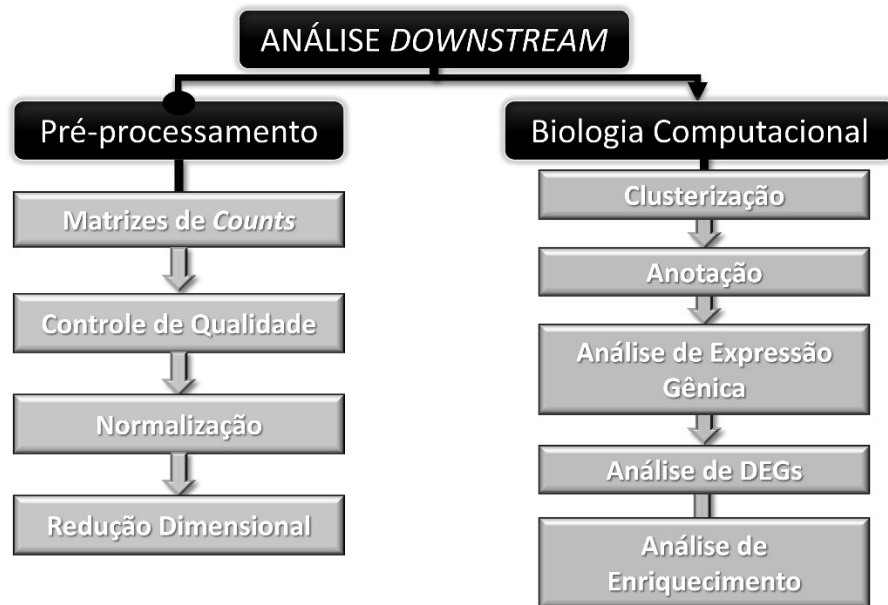 ANÁLISE DOWNSTREAM
Pré-processamento
Matrizes de Counts
Controle de Qualidade
Normalização
Redução Dimensional
Biologia Computacional
Clusterização
Anotação
Análise de Expressão
Gênica
Análise de DEGs
Análise de
Enriquecimento